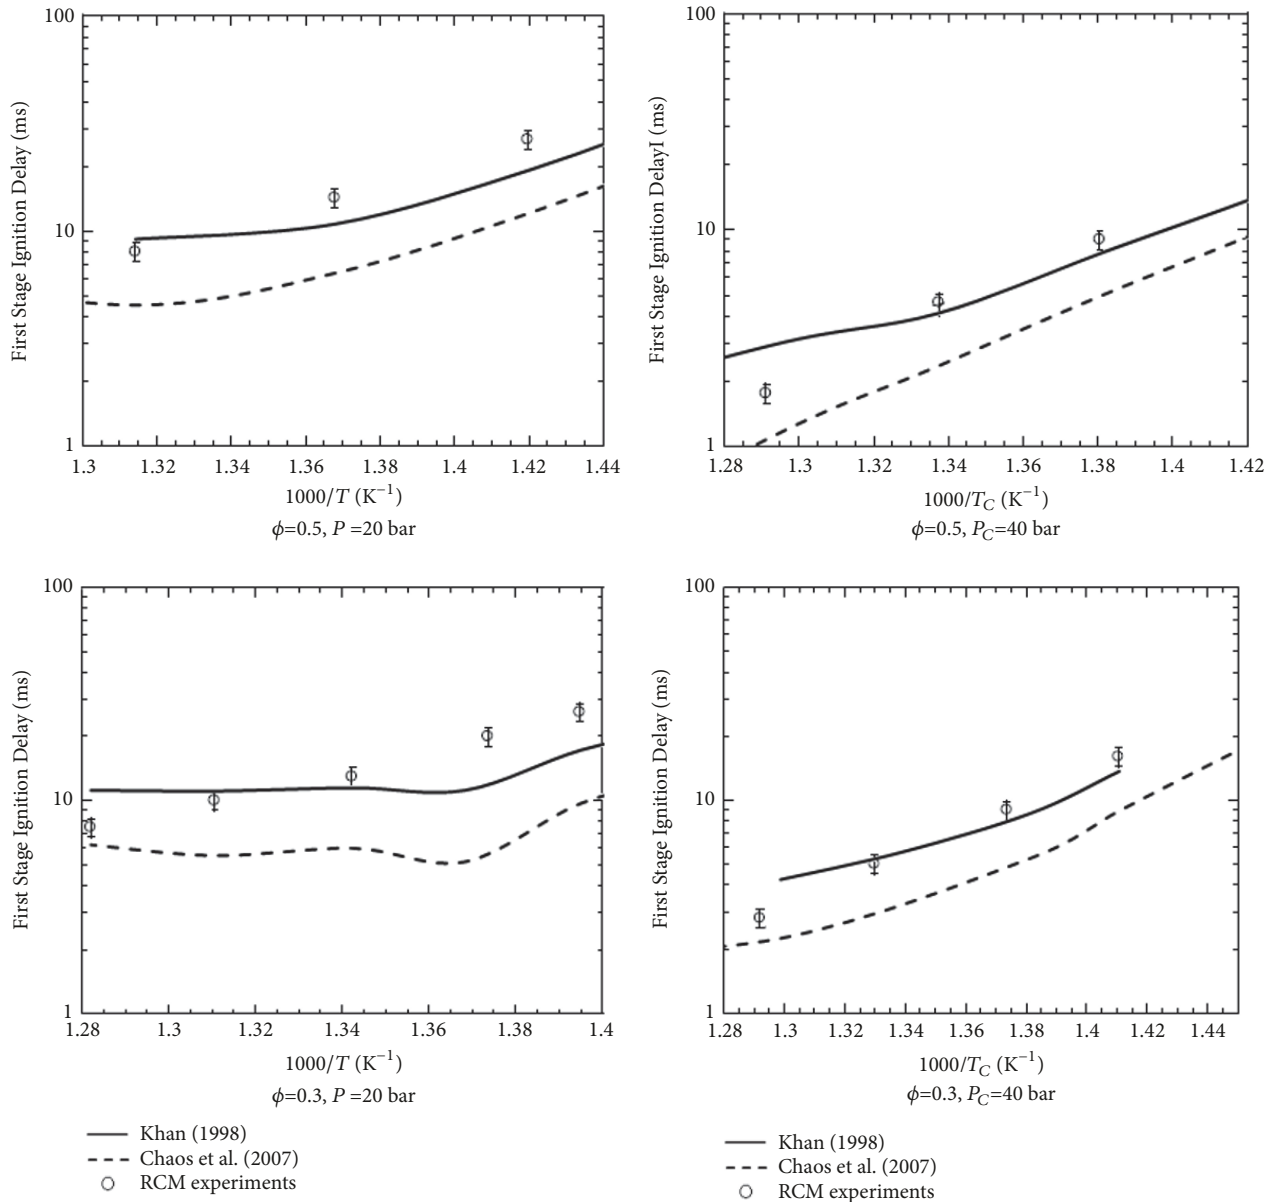 100
10
1
First Stage Ignition Delay (ms)
1.3 1.32 1.34 1.36 1.38 1.4 1.42 1.44
1000/T (K⁻¹)
ϕ=0.5, P =20 bar
100
10
1
First Stage Ignition DelayI (ms)
1.28 1.3 1.32 1.34 1.36 1.38 1.4 1.42
1000/T_C (K⁻¹)
ϕ=0.5, P_C=40 bar
100
10
1
First Stage Ignition Delay (ms)
1.28 1.3 1.32 1.34 1.36 1.38 1.4
1000/T (K⁻¹)
ϕ=0.3, P =20 bar
Khan (1998)
Chaos et al. (2007)
RCM experiments
100
10
1
First Stage Ignition Delay (ms)
1.28 1.3 1.32 1.34 1.36 1.38 1.4 1.42 1.44
1000/T_C (K⁻¹)
ϕ=0.3, P_C=40 bar
Khan (1998)
Chaos et al. (2007)
RCM experiments